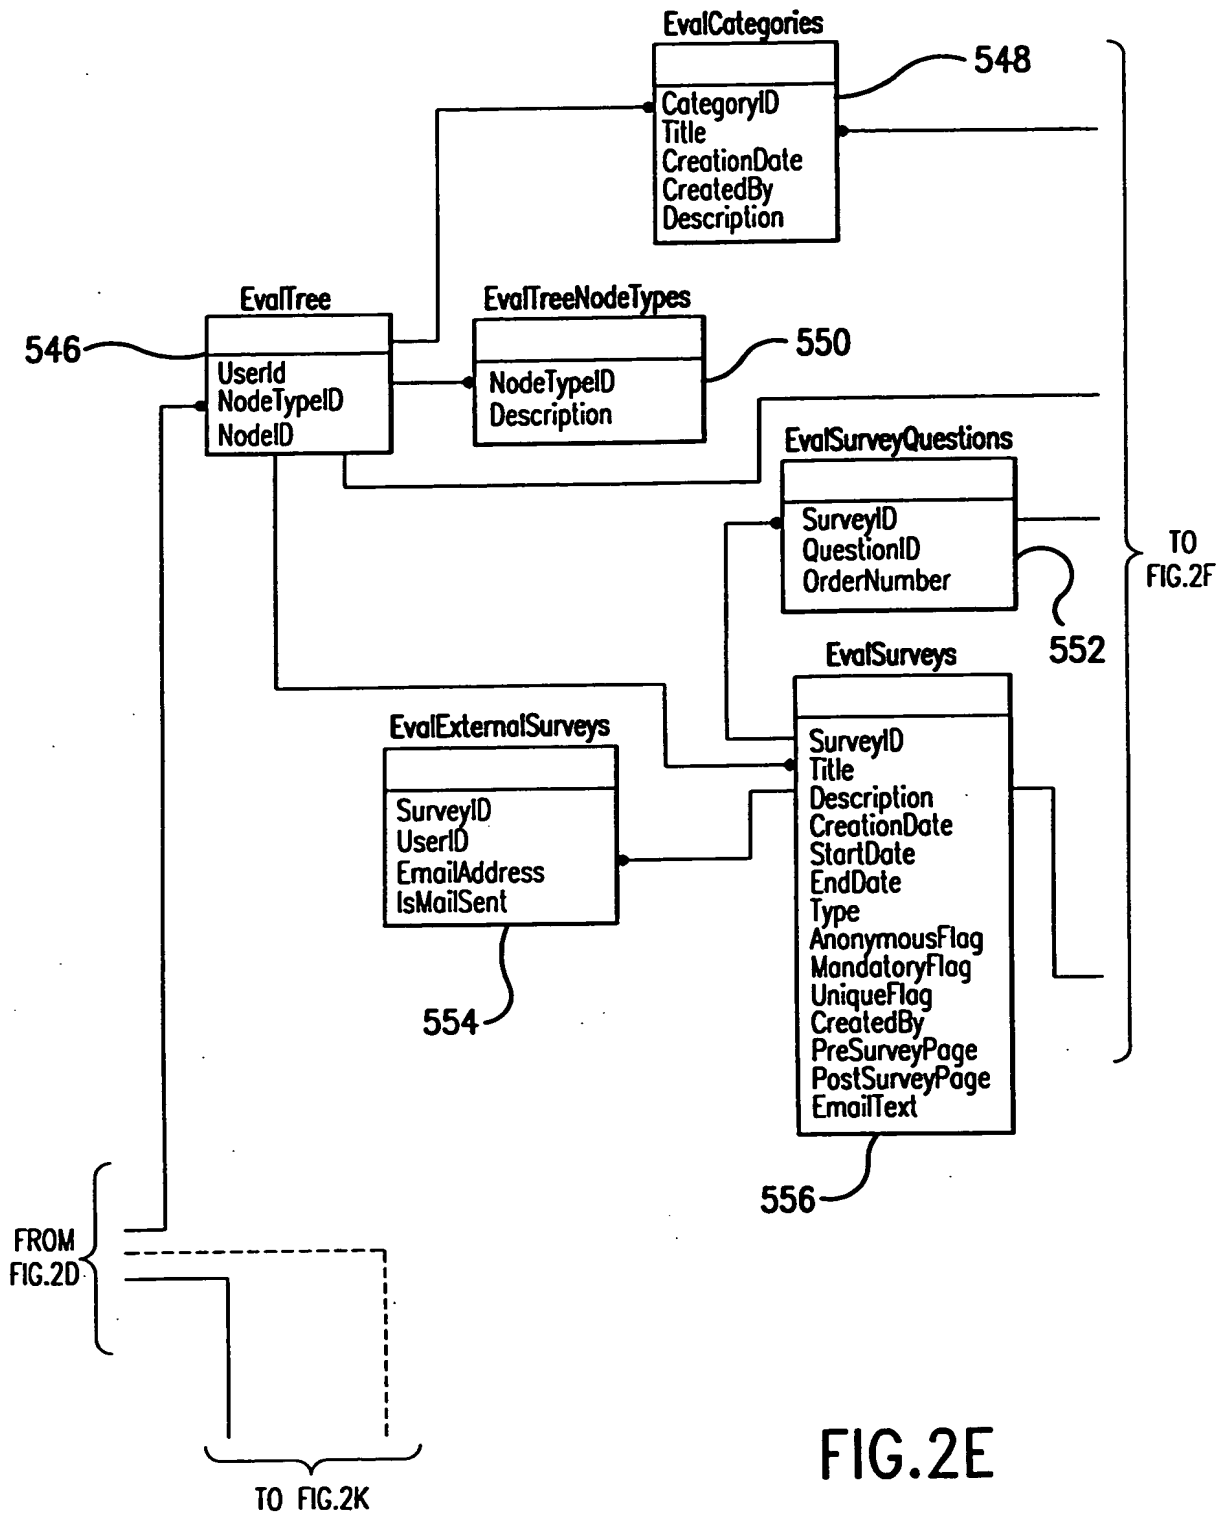 EvalCategories
548
CategoryID
Title
CreationDate
CreatedBy
Description
EvalTree
546
UserId
NodeTypeID
NodeID
EvalTreeNodeTypes
550
NodeTypeID
Description
EvalSurveyQuestions
SurveyID
QuestionID
OrderNumber
552
TO
FIG.2F
EvalSurveys
SurveyID
Title
Description
CreationDate
StartDate
EndDate
Type
AnonymousFlag
MandatoryFlag
UniqueFlag
CreatedBy
PreSurveyPage
PostSurveyPage
EmailText
556
EvalExternalSurveys
SurveyID
UserID
EmailAddress
IsMailSent
554
FROM
FIG.2D
TO FIG.2K
FIG.2E